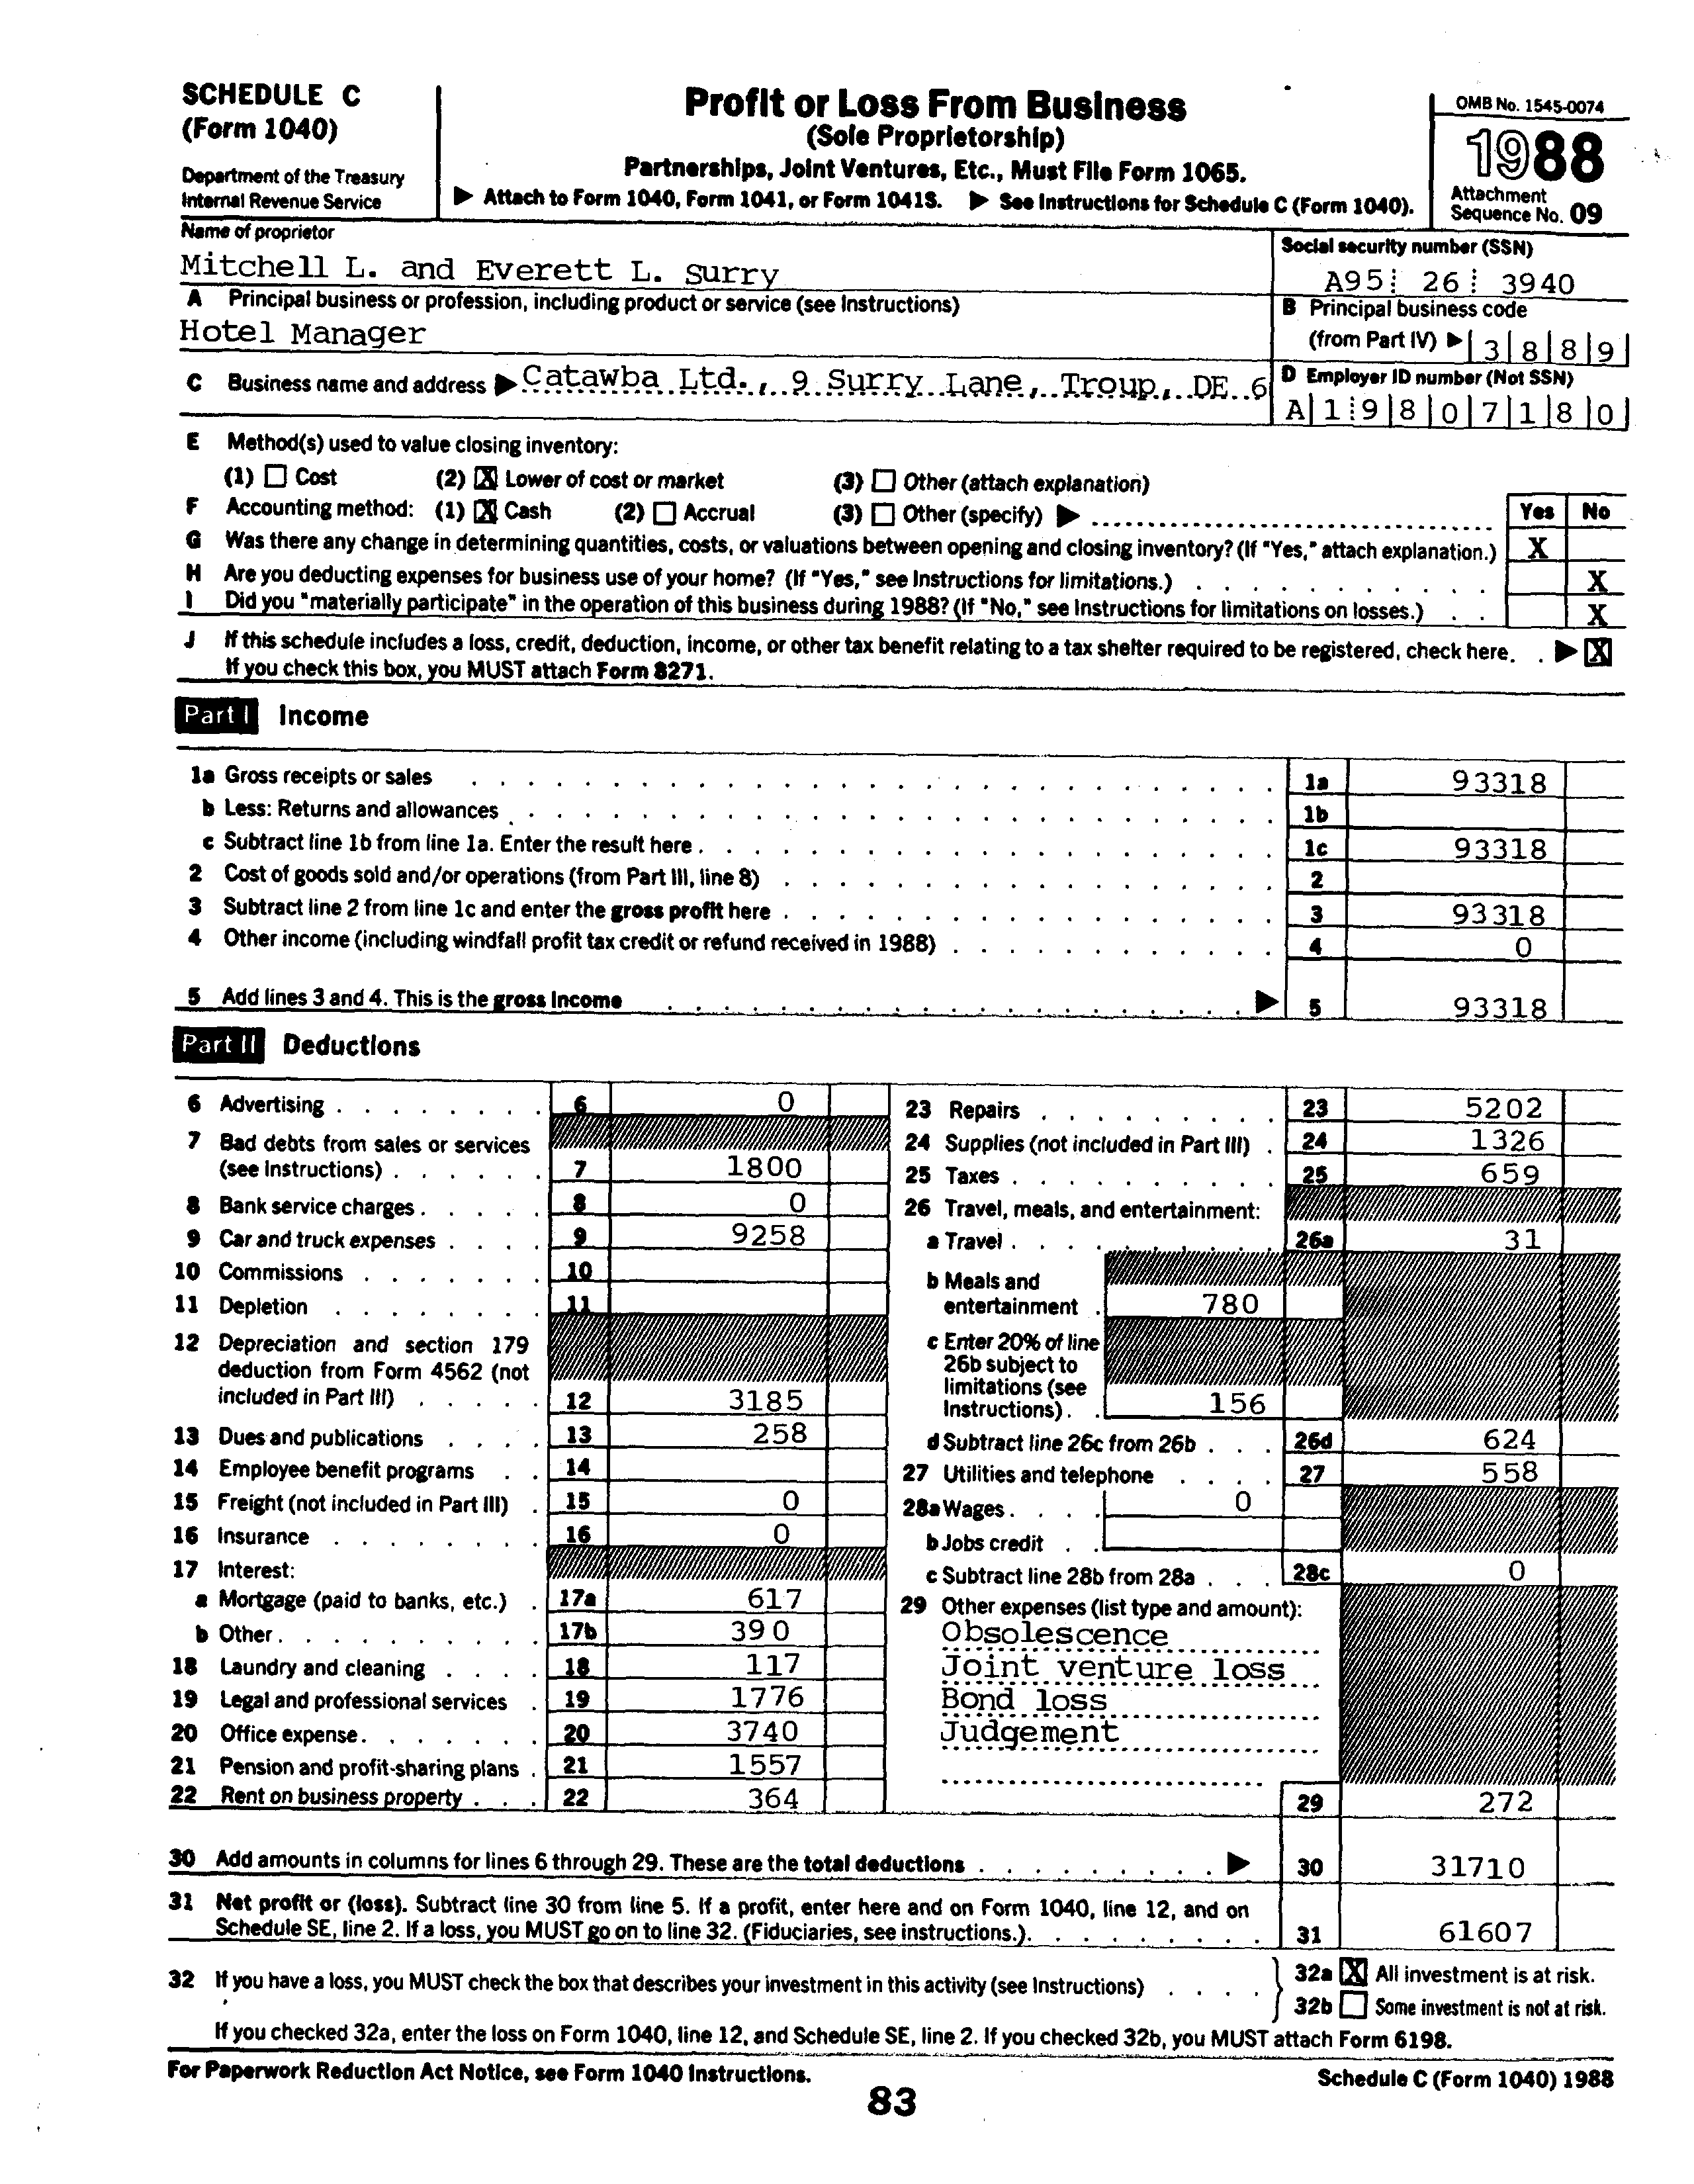 SCHEDULE C
(Form 1040)
Department of the Treasury
Internal Revenue Service
Profit or Loss From Business
(Sole Proprietorship)
Partnerships, Joint Ventures, Etc., Must File Form 1065.
▶ Attach to Form 1040, Form 1041, or Form 1041S. ▶ See Instructions for Schedule C (Form 1040).
OMB No. 1545-0074
1988
Attachment
Sequence No. 09
Name of proprietor
Mitchell L. and Everett L. Surry
Social security number (SSN)
A95 26 3940
A Principal business or profession, including product or service (see Instructions)
Hotel Manager
B Principal business code
(from Part IV) ▶ 3 8 8 9
C Business name and address ▶ Catawba Ltd., 9 Surry Lane, Troup, DE 6
D Employer ID number (Not SSN)
A 1 9 8 0 7 1 8 0
E Method(s) used to value closing inventory:
(1) ☐ Cost (2) ☒ Lower of cost or market (3) ☐ Other (attach explanation)
F Accounting method: (1) ☒ Cash (2) ☐ Accrual (3) ☐ Other (specify) ▶
Yes No
G Was there any change in determining quantities, costs, or valuations between opening and closing inventory? (If "Yes," attach explanation.) X
H Are you deducting expenses for business use of your home? (If "Yes," see Instructions for limitations.) X
I Did you "materially participate" in the operation of this business during 1988? (If "No," see Instructions for limitations on losses.) X
J If this schedule includes a loss, credit, deduction, income, or other tax benefit relating to a tax shelter required to be registered, check here. ▶ ☒
If you check this box, you MUST attach Form 8271.
Part I Income
1a Gross receipts or sales 1a 93318
b Less: Returns and allowances 1b
c Subtract line 1b from line 1a. Enter the result here 1c 93318
2 Cost of goods sold and/or operations (from Part III, line 8) 2
3 Subtract line 2 from line 1c and enter the gross profit here 3 93318
4 Other income (including windfall profit tax credit or refund received in 1988) 4 0
5 Add lines 3 and 4. This is the gross income ▶ 5 93318
Part II Deductions
6 Advertising 6 0
7 Bad debts from sales or services
(see Instructions) 7 1800
8 Bank service charges 8 0
9 Car and truck expenses 9 9258
10 Commissions 10
11 Depletion 11
12 Depreciation and section 179
deduction from Form 4562 (not
included in Part III) 12 3185
13 Dues and publications 13 258
14 Employee benefit programs 14
15 Freight (not included in Part III) 15 0
16 Insurance 16 0
17 Interest:
a Mortgage (paid to banks, etc.) 17a 617
b Other 17b 390
18 Laundry and cleaning 18 117
19 Legal and professional services 19 1776
20 Office expense 20 3740
21 Pension and profit-sharing plans 21 1557
22 Rent on business property 22 364
23 Repairs 23 5202
24 Supplies (not included in Part III) 24 1326
25 Taxes 25 659
26 Travel, meals, and entertainment:
a Travel 26a 31
b Meals and
entertainment 780
c Enter 20% of line
26b subject to
limitations (see
Instructions) 156
d Subtract line 26c from 26b 26d 624
27 Utilities and telephone 27 558
28a Wages 0
b Jobs credit
c Subtract line 28b from 28a 28c 0
29 Other expenses (list type and amount):
Obsolescence
Joint venture loss
Bond loss
Judgement
29 272
30 Add amounts in columns for lines 6 through 29. These are the total deductions ▶ 30 31710
31 Net profit or (loss). Subtract line 30 from line 5. If a profit, enter here and on Form 1040, line 12, and on
Schedule SE, line 2. If a loss, you MUST go on to line 32. (Fiduciaries, see instructions.) 31 61607
32 If you have a loss, you MUST check the box that describes your investment in this activity (see Instructions)
32a ☒ All investment is at risk.
32b ☐ Some investment is not at risk.
If you checked 32a, enter the loss on Form 1040, line 12, and Schedule SE, line 2. If you checked 32b, you MUST attach Form 6198.
For Paperwork Reduction Act Notice, see Form 1040 Instructions.
Schedule C (Form 1040) 1988
83